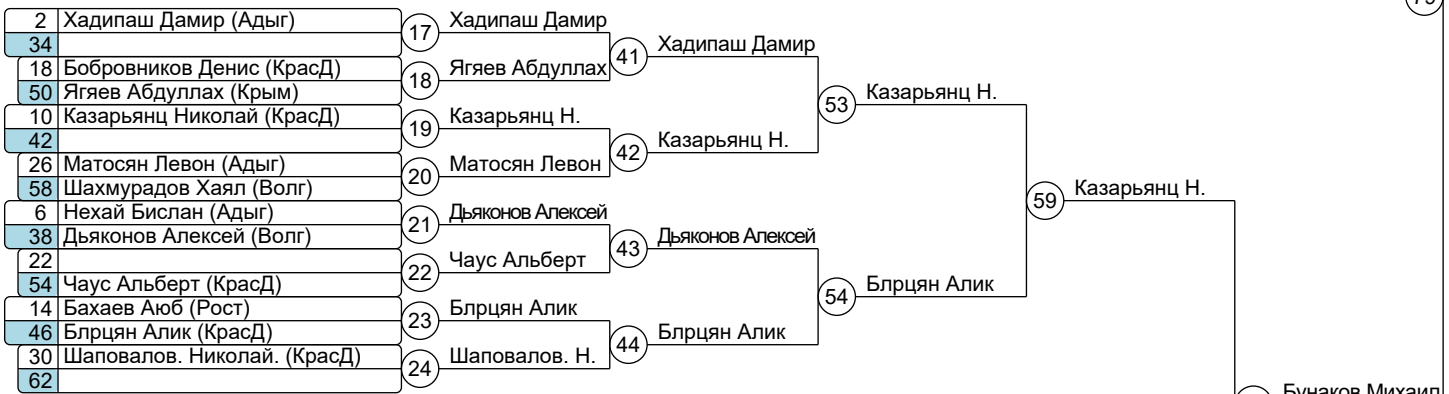 79
2 Хадипаш Дамир (Адыг) 17 Хадипаш Дамир
34
41 Хадипаш Дамир
18 Бобровников Денис (КрасД) 18 Ягяев Абдуллах
50 Ягяев Абдуллах (Крым)
53 Казарьянц Н.
10 Казарьянц Николай (КрасД) 19 Казарьянц Н.
42
42 Казарьянц Н.
26 Матосян Левон (Адыг) 20 Матосян Левон
58 Шахмурадов Хаял (Волг)
59 Казарьянц Н.
6 Нехай Бислан (Адыг) 21 Дьяконов Алексей
38 Дьяконов Алексей (Волг)
43 Дьяконов Алексей
22 22 Чаус Альберт
54 Чаус Альберт (КрасД)
54 Блрцян Алик
14 Бахаев Аюб (Рост) 23 Блрцян Алик
46 Блрцян Алик (КрасД)
44 Блрцян Алик
30 Шаповалов. Николай. (КрасД) 24 Шаповалов. Н.
62
Бунаков Михаил